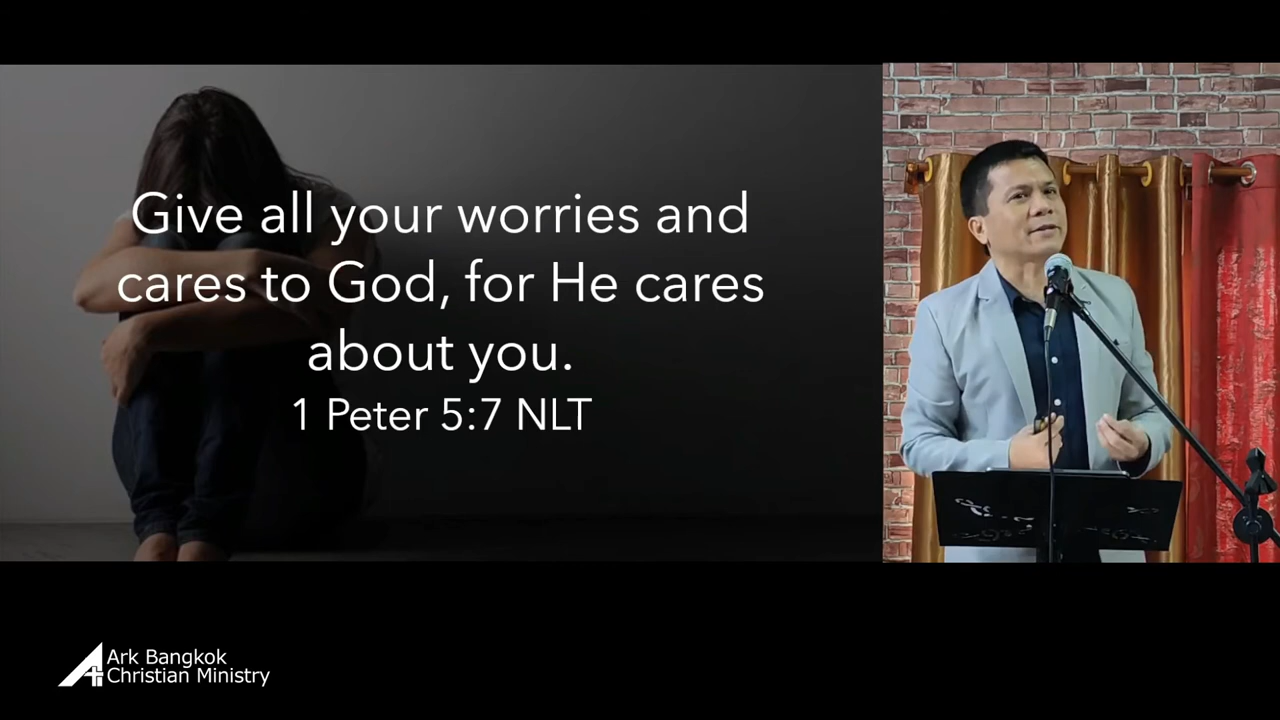 Give all your worries and
cares to God, for He cares
about you.
1 Peter 5:7 NLT
Ark Bangkok
Christian Ministry